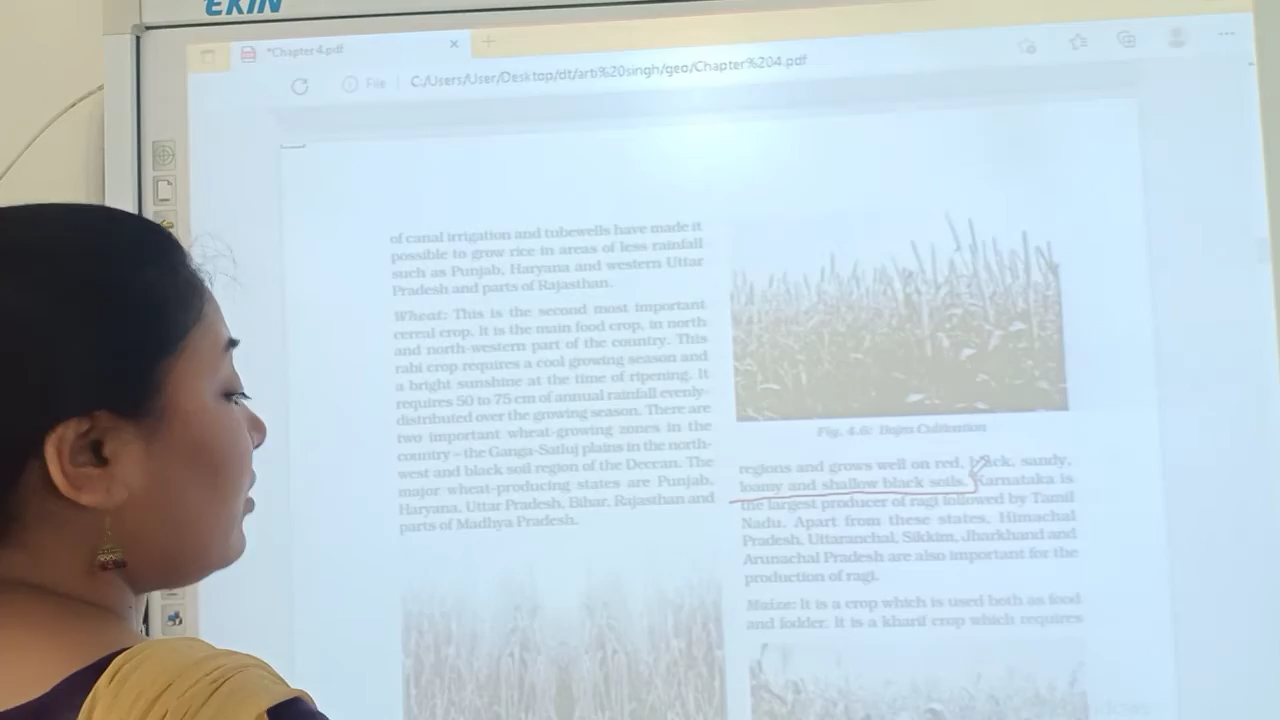 EKIN
*Chapter4.pdf
File
C:/Users/User/Desktop/dt/arti%20singh/geo/Chapter%204.pdf
of canal irrigation and tubewells have made it
possible to grow rice in areas of less rainfall
such as Punjab, Haryana and western Uttar
Pradesh and parts of Rajasthan.
Wheat: This is the second most important
cereal crop. It is the main food crop, in north
and north-western part of the country. This
rabi crop requires a cool growing season and
a bright sunshine at the time of ripening. It
requires 50 to 75 cm of annual rainfall evenly-
distributed over the growing season. There are
two important wheat-growing zones in the
country – the Ganga-Satluj plains in the north-
west and black soil region of the Deccan. The
major wheat-producing states are Punjab,
Haryana, Uttar Pradesh, Bihar, Rajasthan and
parts of Madhya Pradesh.
Fig. 4.6: Bajra Cultivation
regions and grows well on red, black, sandy,
loamy and shallow black soils. Karnataka is
the largest producer of ragi followed by Tamil
Nadu. Apart from these states, Himachal
Pradesh, Uttaranchal, Sikkim, Jharkhand and
Arunachal Pradesh are also important for the
production of ragi.
Maize: It is a crop which is used both as food
and fodder. It is a kharif crop which requires